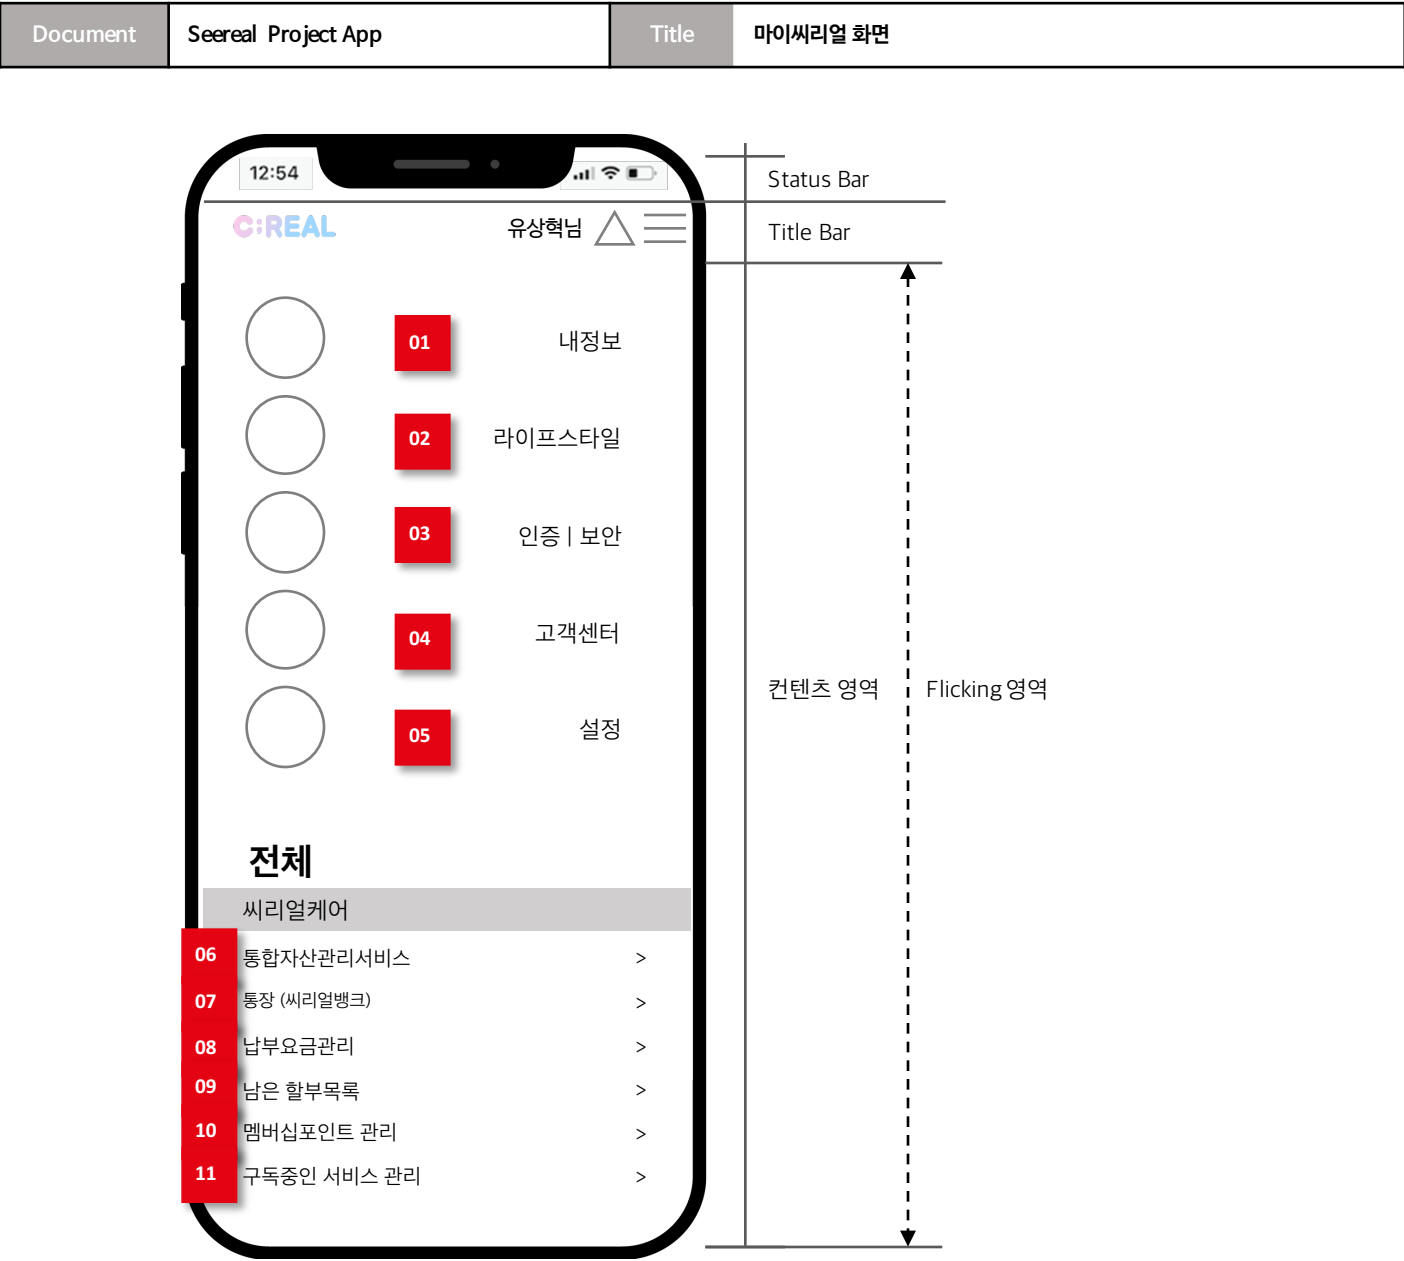 Document Seereal Project App Title 마이씨리얼 화면
12:54
Status Bar
C:REAL 유상혁님
Title Bar
01 내정보
02 라이프스타일
03 인증 | 보안
04 고객센터
컨텐츠 영역 Flicking 영역
05 설정
전체
씨리얼케어
06 통합자산관리서비스 >
07 통장 (씨리얼뱅크) >
08 납부요금관리 >
09 남은 할부목록 >
10 멤버십포인트 관리 >
11 구독중인 서비스 관리 >